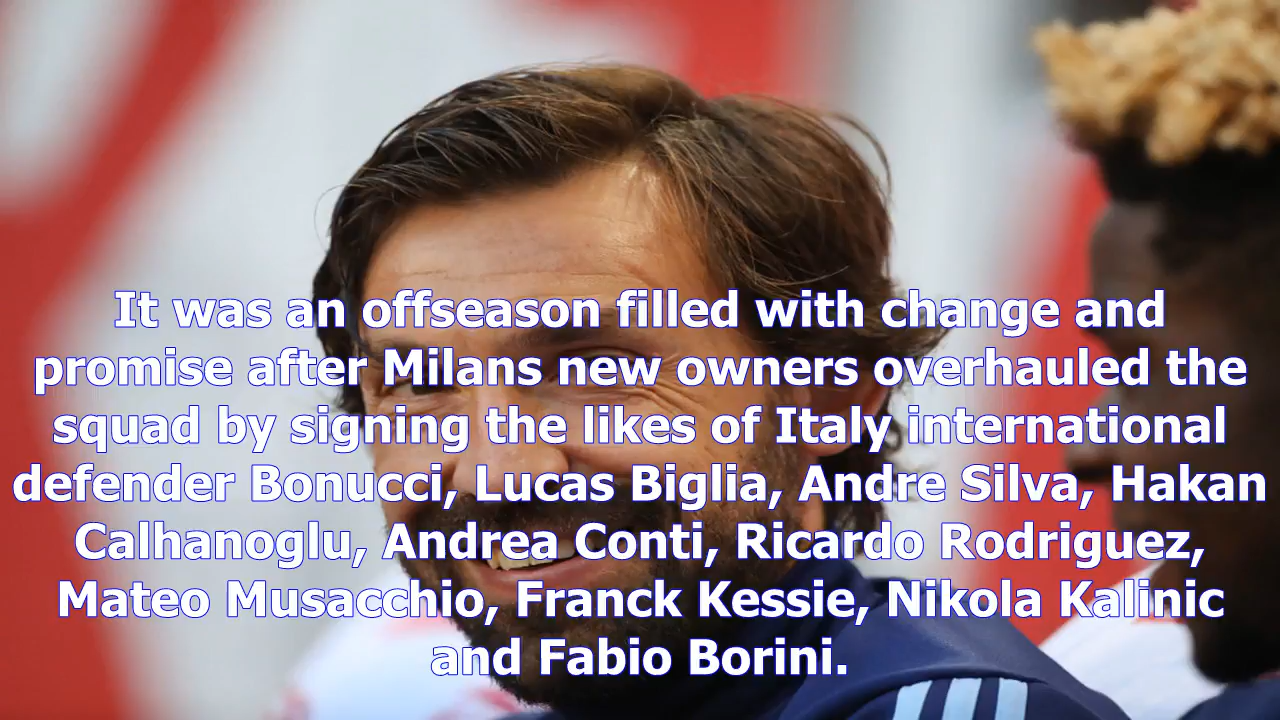 It was an offseason filled with change and
promise after Milans new owners overhauled the
squad by signing the likes of Italy international
defender Bonucci, Lucas Biglia, Andre Silva, Hakan
Calhanoglu, Andrea Conti, Ricardo Rodriguez,
Mateo Musacchio, Franck Kessie, Nikola Kalinic
and Fabio Borini.